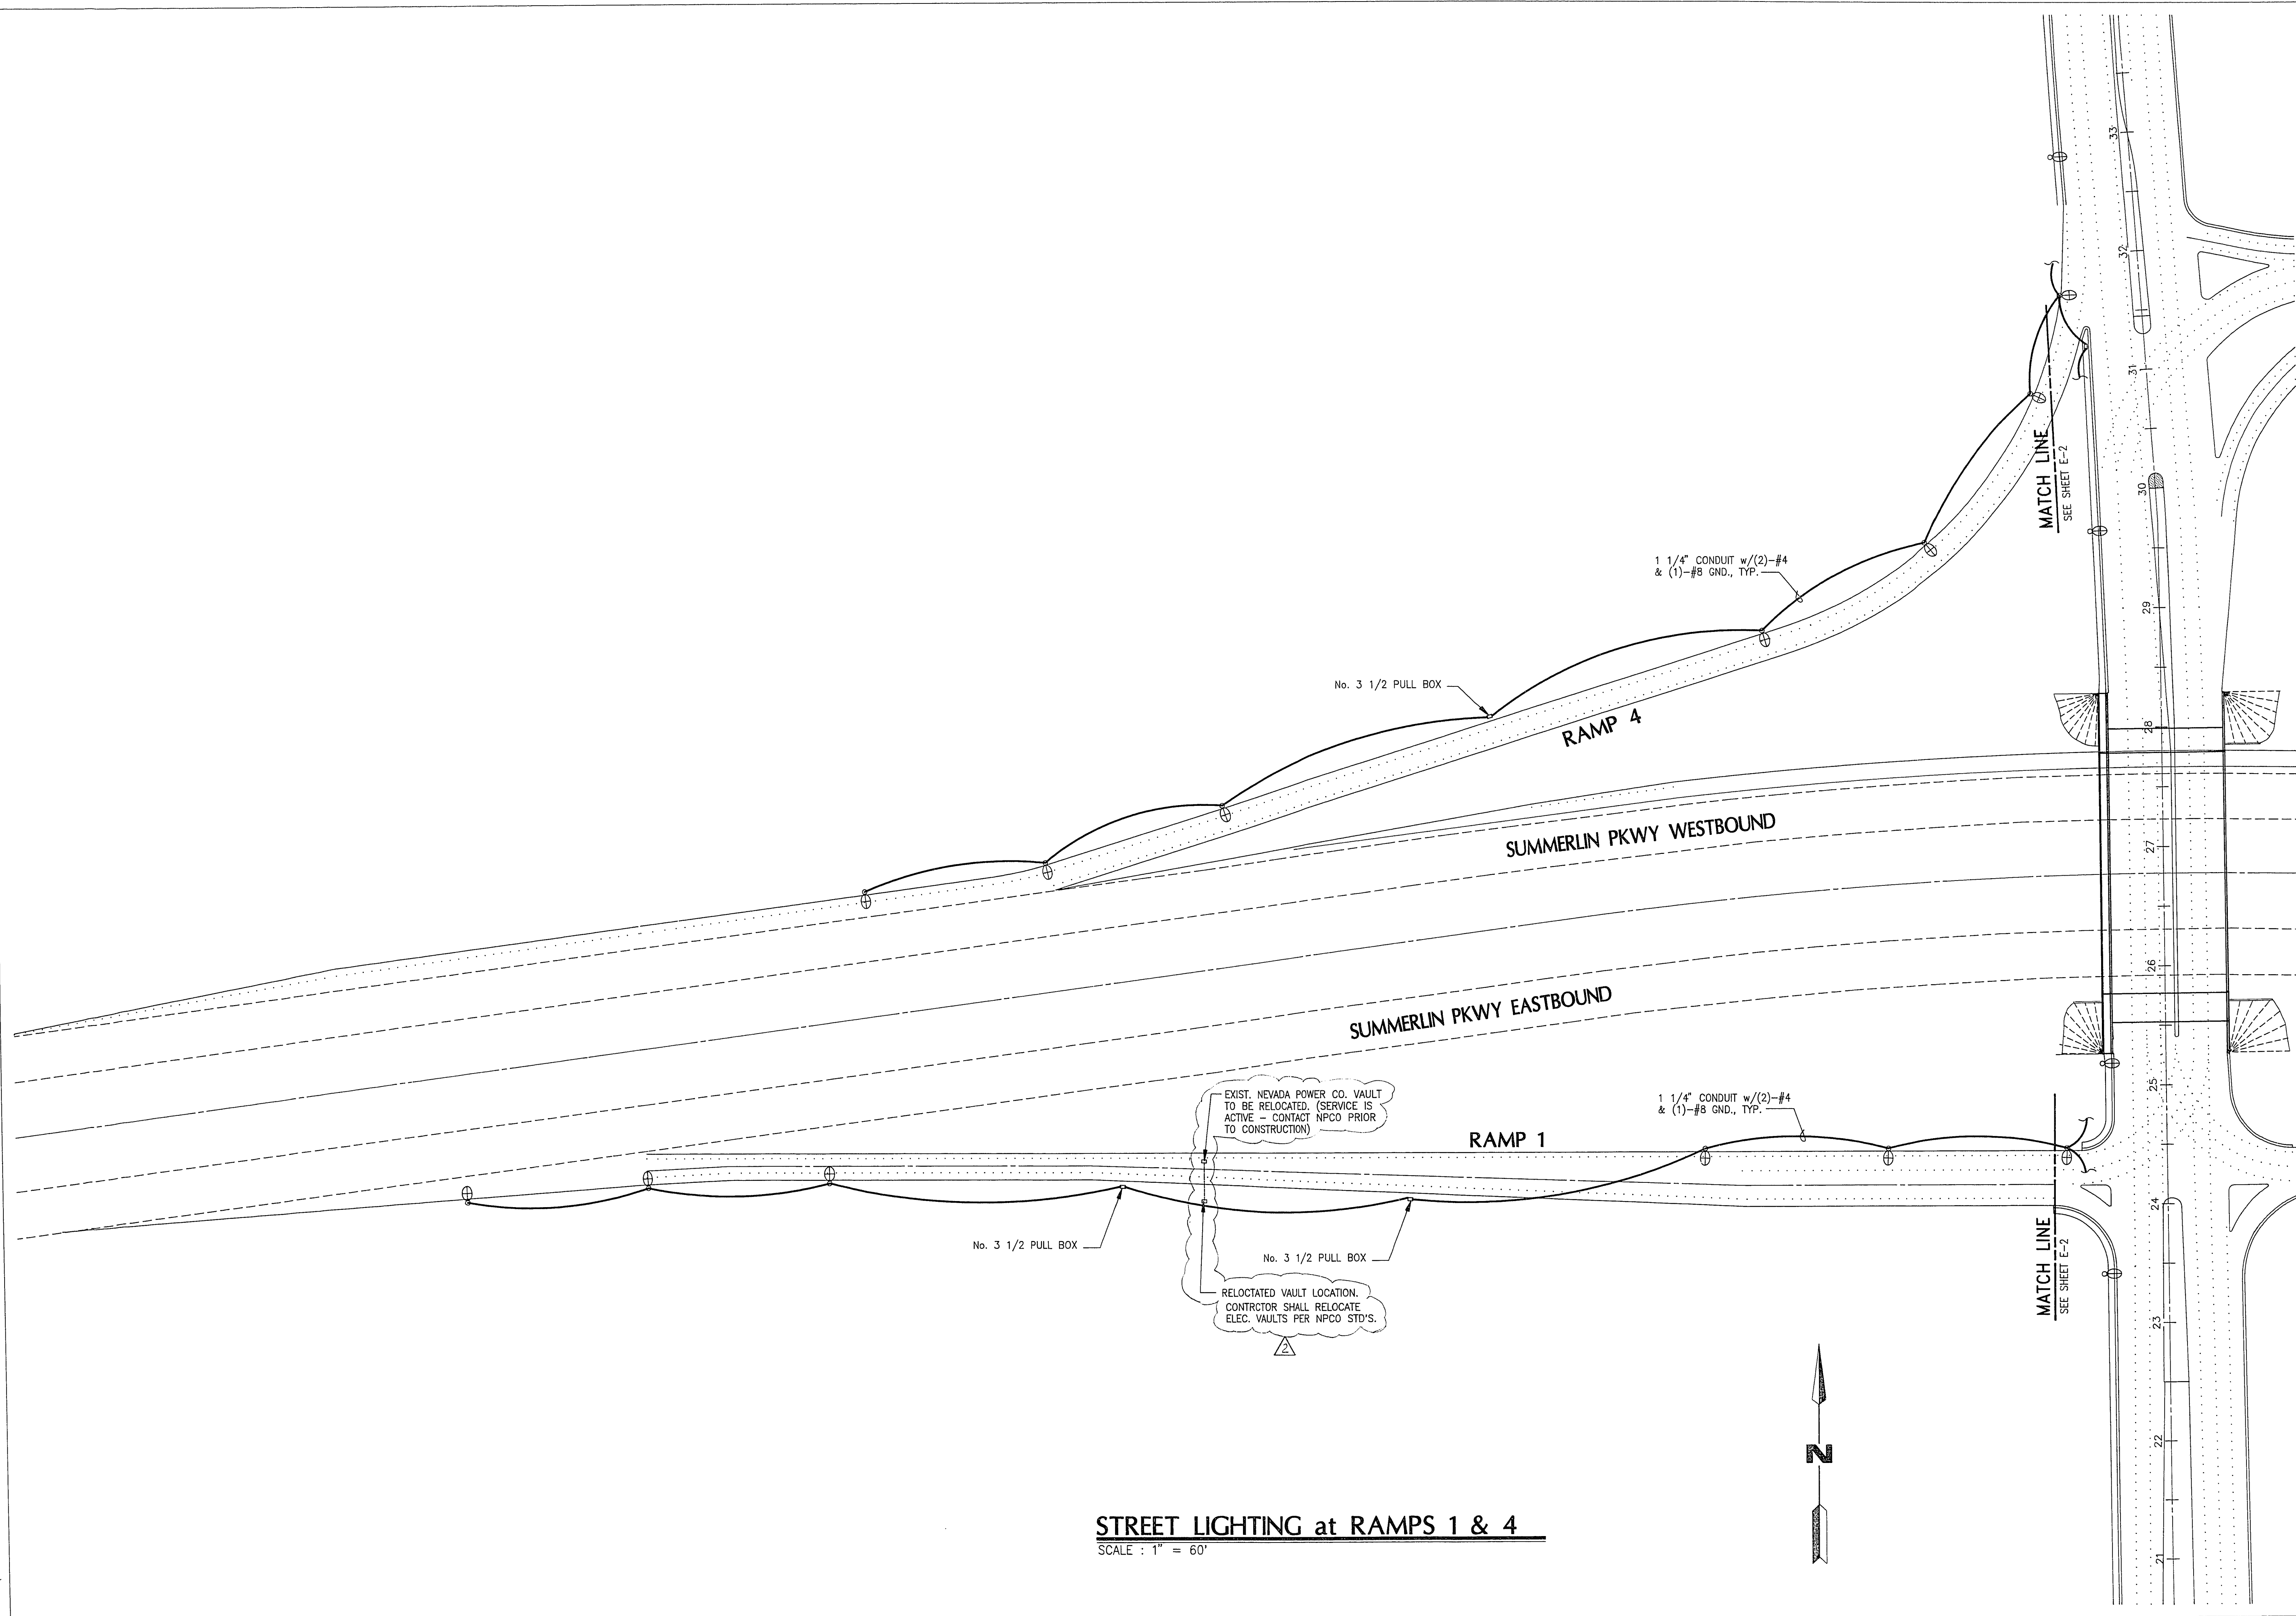 33
32
31
30
29
28
27
26
25
24
23
22
21
MATCH LINE
SEE SHEET E-2
1 1/4" CONDUIT w/(2)-#4
& (1)-#8 GND., TYP.
No. 3 1/2 PULL BOX
RAMP 4
SUMMERLIN PKWY WESTBOUND
SUMMERLIN PKWY EASTBOUND
EXIST. NEVADA POWER CO. VAULT
TO BE RELOCATED. (SERVICE IS
ACTIVE - CONTACT NPCO PRIOR
TO CONSTRUCTION)
1 1/4" CONDUIT w/(2)-#4
& (1)-#8 GND., TYP.
RAMP 1
No. 3 1/2 PULL BOX
No. 3 1/2 PULL BOX
RELOCTATED VAULT LOCATION.
CONTRCTOR SHALL RELOCATE
ELEC. VAULTS PER NPCO STD'S.
2
MATCH LINE
SEE SHEET E-2
N
STREET LIGHTING at RAMPS 1 & 4
SCALE : 1" = 60'